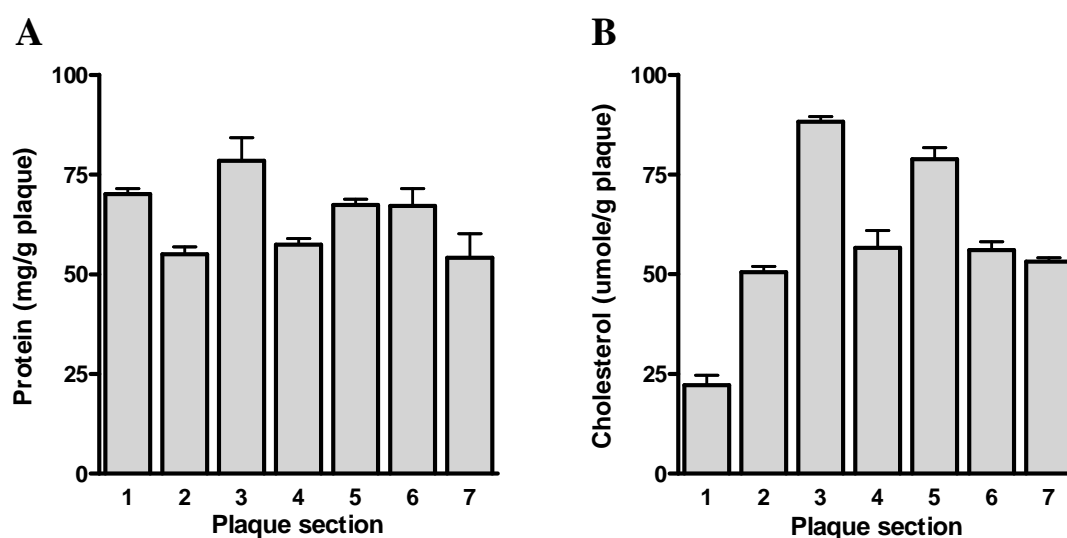 A
Protein (mg/g plaque)
100
75
50
25
0
1 2 3 4 5 6 7
Plaque section
B
Cholesterol (umole/g plaque)
100
75
50
25
0
1 2 3 4 5 6 7
Plaque section